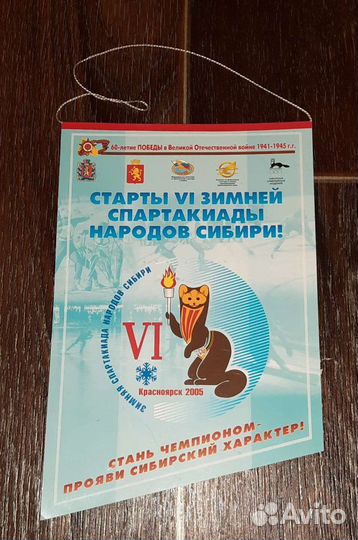 60-летие ПОБЕДЫ в Великой Отечественной войне 1941-1945 г.г.
СТАРТЫ VI ЗИМНЕЙ
СПАРТАКИАДЫ
НАРОДОВ СИБИРИ!
ЗИМНЯЯ СПАРТАКИАДА НАРОДОВ СИБИРИ
VI
Красноярск 2005
СТАНЬ ЧЕМПИОНОМ-
ПРОЯВИ СИБИРСКИЙ ХАРАКТЕР!
Avito